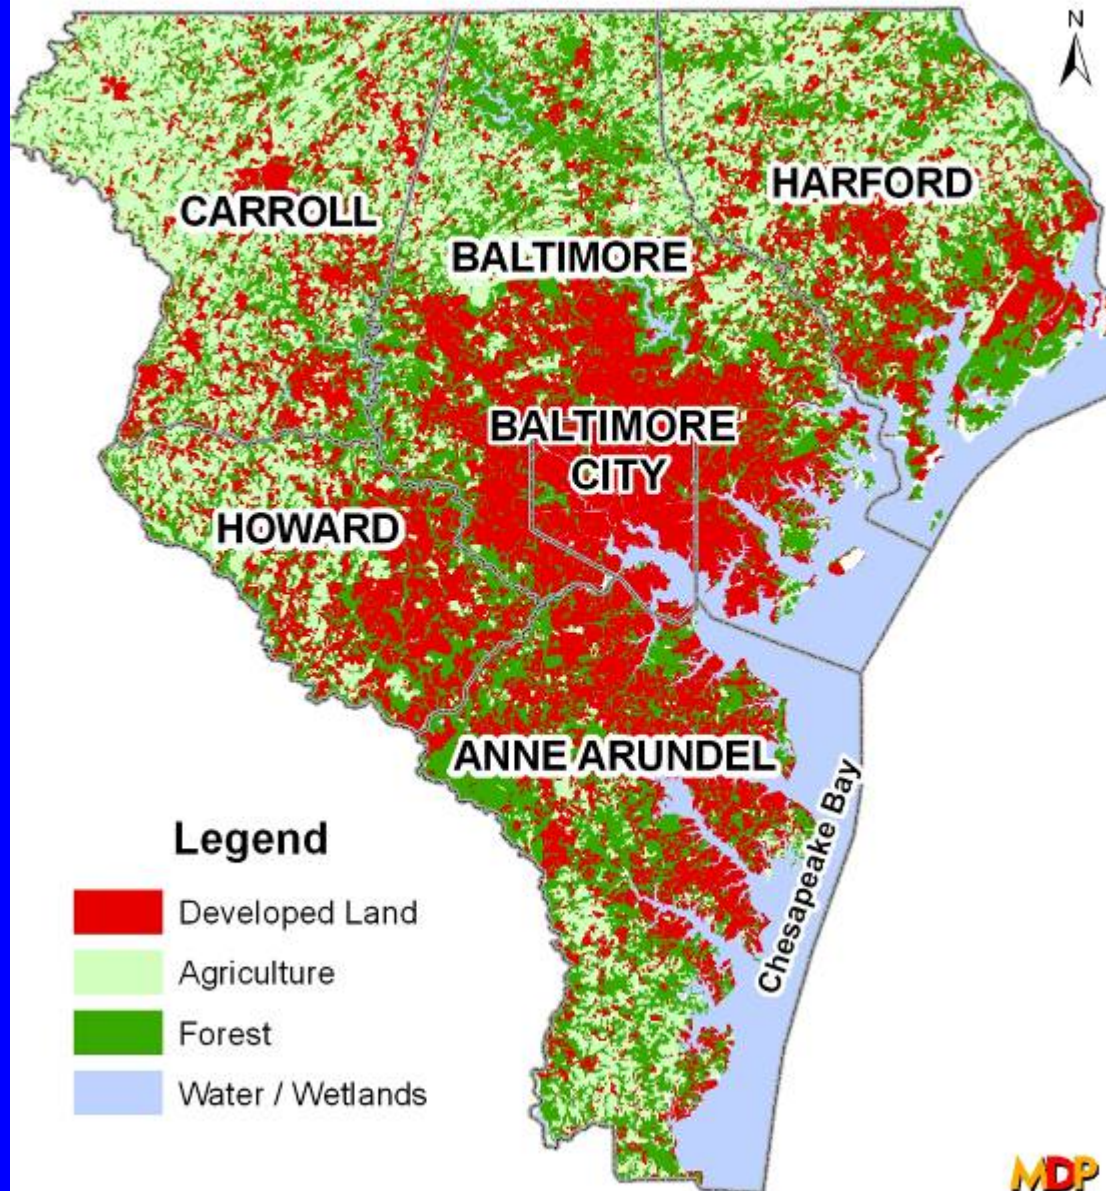 N
HARFORD
CARROLL
BALTIMORE
BALTIMORE
CITY
HOWARD
ANNE ARUNDEL
Chesapeake Bay
Legend
Developed Land
Agriculture
Forest
Water / Wetlands
MDP